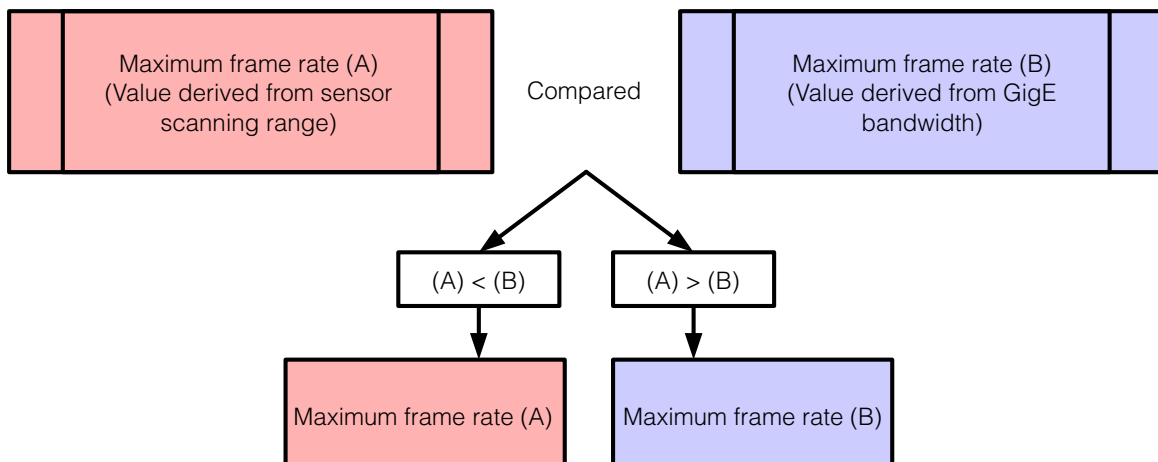 Maximum frame rate (A)
(Value derived from sensor
scanning range)
Compared
Maximum frame rate (B)
(Value derived from GigE
bandwidth)
(A) < (B)
(A) > (B)
Maximum frame rate (A)
Maximum frame rate (B)